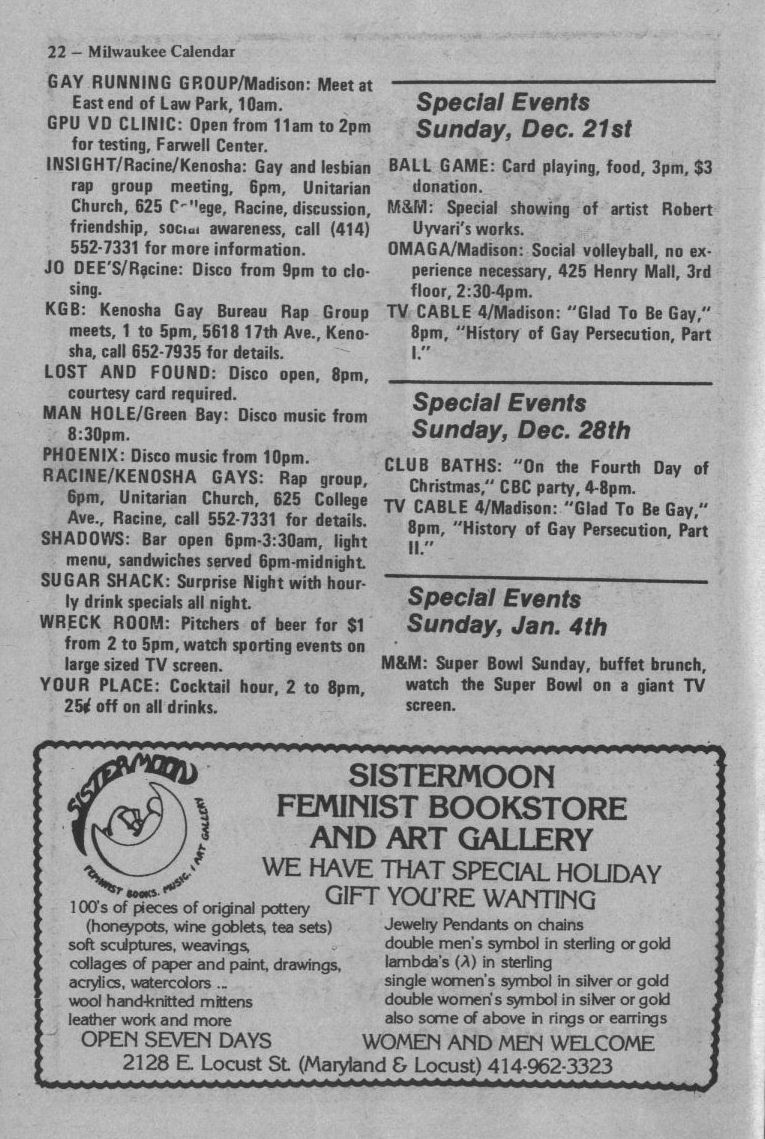 22 — Milwaukee Calendar
GAY RUNNING GROUP/Madison: Meet at
East end of Law Park, 10am.
GPU VD CLINIC: Open from 11am to 2pm
for testing, Farwell Center.
INSIGHT/Racine/Kenosha: Gay and lesbian
rap group meeting, 6pm, Unitarian
Church, 625 Racine, discussion,
friendship, social awareness, call (414)
552-7331 for more information.
JO DEE'S/Racine: Disco from 9pm to clo-
sing.
KGB: Kenosha Gay Bureau Rap Group
meets, 1 to 5pm, 5618 17th Ave., Keno-
sha, call 652-7935 for details.
LOST AND FOUND: Disco open, 8pm,
courtesy card required.
MAN HOLE/Green Bay: Disco music from
8:30pm.
PHOENIX: Disco music from 10pm.
RACINE/KENOSHA GAYS: Rap group,
6pm, Unitarian Church, 625 College
Ave., Racine, call 552-7331 for details.
SHADOWS: Bar open 6pm-3:30am, light
menu, sandwiches served 6pm-midnight.
SUGAR SHACK: Surprise Night with hour-
ly drink specials all night.
WRECK ROOM: Pitchers of beer for $1
from 2 to 5pm, watch sporting events on
large sized TV screen.
YOUR PLACE: Cocktail hour, 2 to 8pm,
25¢ off on all drinks.
Special Events
Sunday, Dec. 21st
BALL GAME: Card playing, food, 3pm, $3
donation.
M&M: Special showing of artist Robert
Uyvari's works.
OMAGA/Madison: Social volleyball, no ex-
perience necessary, 425 Henry Mall, 3rd
floor, 2:30-4pm.
TV CABLE 4/Madison: "Glad To Be Gay,"
8pm, "History of Gay Persecution, Part
I."
Special Events
Sunday, Dec. 28th
CLUB BATHS: "On the Fourth Day of
Christmas," CBC party, 4-8pm.
TV CABLE 4/Madison: "Glad To Be Gay,"
8pm, "History of Gay Persecution, Part
II."
Special Events
Sunday, Jan. 4th
M&M: Super Bowl Sunday, buffet brunch,
watch the Super Bowl on a giant TV
screen.
SISTERMOON
FEMINIST BOOKS. MUSIC. / ART GALLERY
SISTERMOON
FEMINIST BOOKSTORE
AND ART GALLERY
WE HAVE THAT SPECIAL HOLIDAY
GIFT YOU'RE WANTING
100's of pieces of original pottery
(honeypots, wine goblets, tea sets)
soft sculptures, weavings,
collages of paper and paint, drawings,
acrylics, watercolors ...
wool hand-knitted mittens
leather work and more
Jewelry Pendants on chains
double men's symbol in sterling or gold
lambda's (λ) in sterling
single women's symbol in silver or gold
double women's symbol in silver or gold
also some of above in rings or earrings
OPEN SEVEN DAYS
WOMEN AND MEN WELCOME
2128 E. Locust St. (Maryland & Locust) 414-962-3323